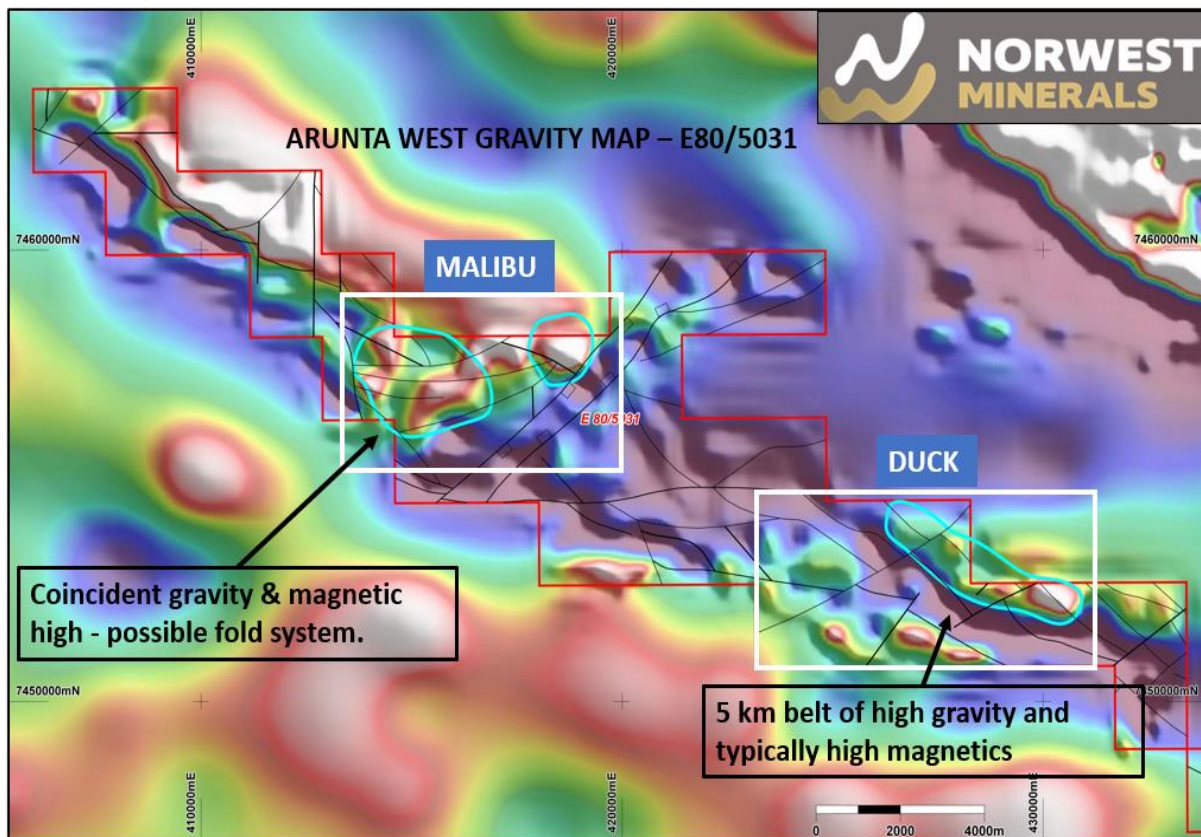 410000mE
420000mE
NORWEST
MINERALS
ARUNTA WEST GRAVITY MAP – E80/5031
7460000mN
7460000mN
MALIBU
E 80/5031
DUCK
Coincident gravity & magnetic
high - possible fold system.
7450000mN
7450000mN
5 km belt of high gravity and
typically high magnetics
410000mE
420000mE
430000mE
0
2000
4000m